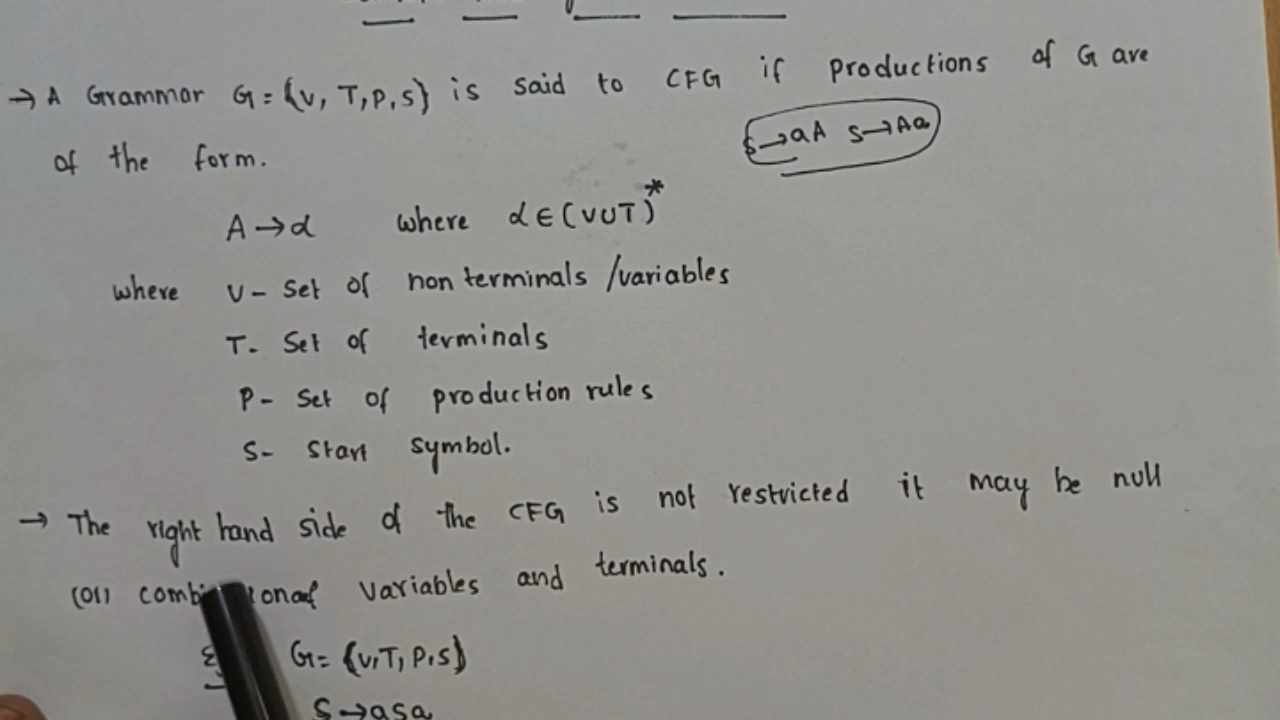 → A Grammar G = {V, T, P, S} is said to CFG if productions of G are
of the form.
S→aA S→Aa
A → α where α ∈ (V∪T)*
where V - Set of non terminals /variables
T - Set of terminals
P - Set of production rules
S - Start symbol.
→ The right hand side of the CFG is not restricted it may be null
(or) variables and terminals.
G = {V, T, P, S}
S → aSa